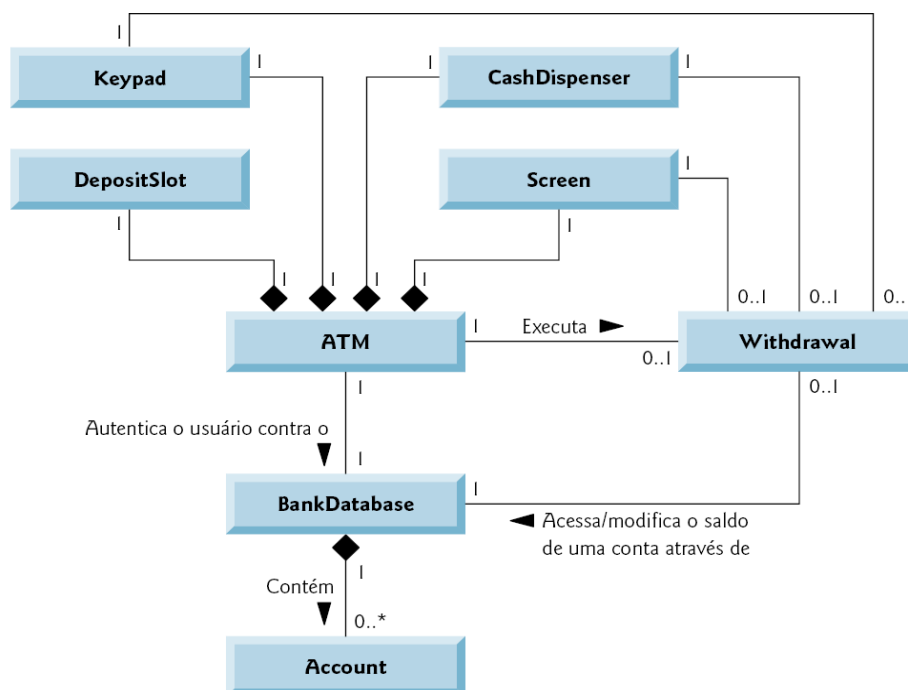 1
1
1
1
Keypad
CashDispenser
DepositSlot
Screen
1
1
1
1
1
1
1
1
0..1
0..1
0..
ATM
1
Executa
0..1
Withdrawal
1
0..1
Autentica o usuário contra o
1
BankDatabase
1
Acessa/modifica o saldo
de uma conta através de
1
Contém
0..*
Account